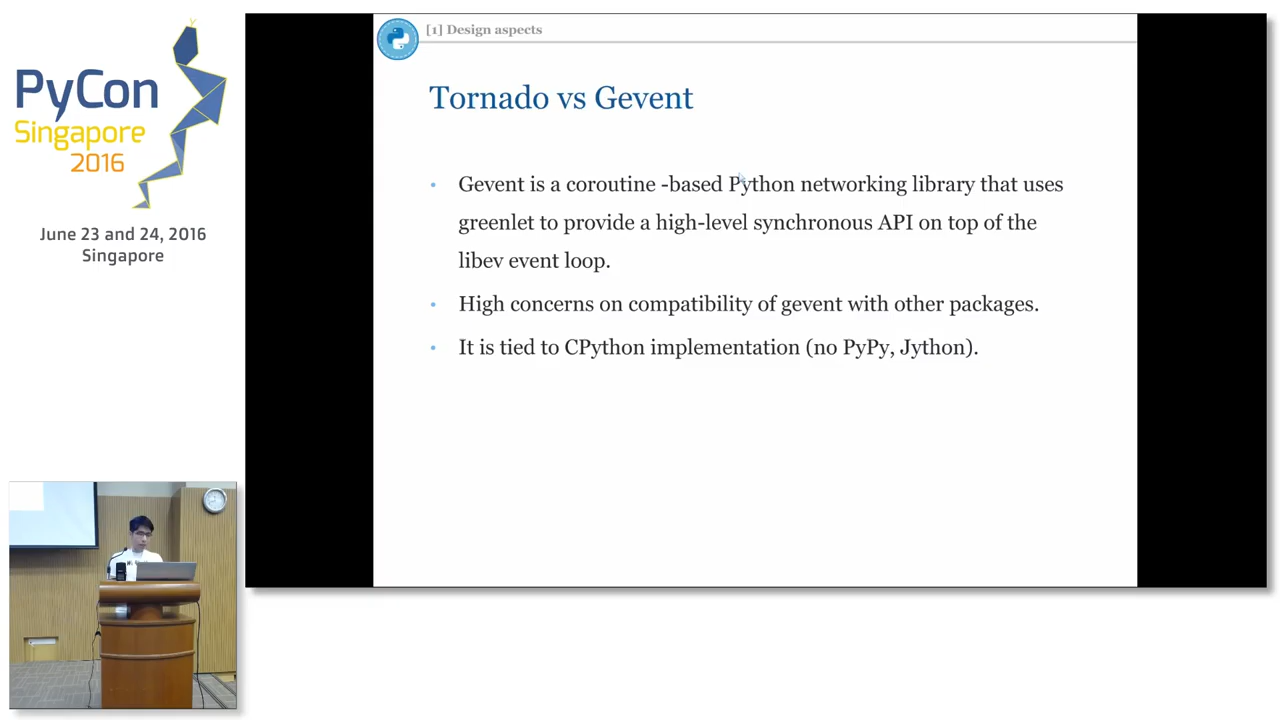 PyCon
Singapore
2016
June 23 and 24, 2016
Singapore
[1] Design aspects
Tornado vs Gevent
• Gevent is a coroutine -based Python networking library that uses
greenlet to provide a high-level synchronous API on top of the
libev event loop.
• High concerns on compatibility of gevent with other packages.
• It is tied to CPython implementation (no PyPy, Jython).